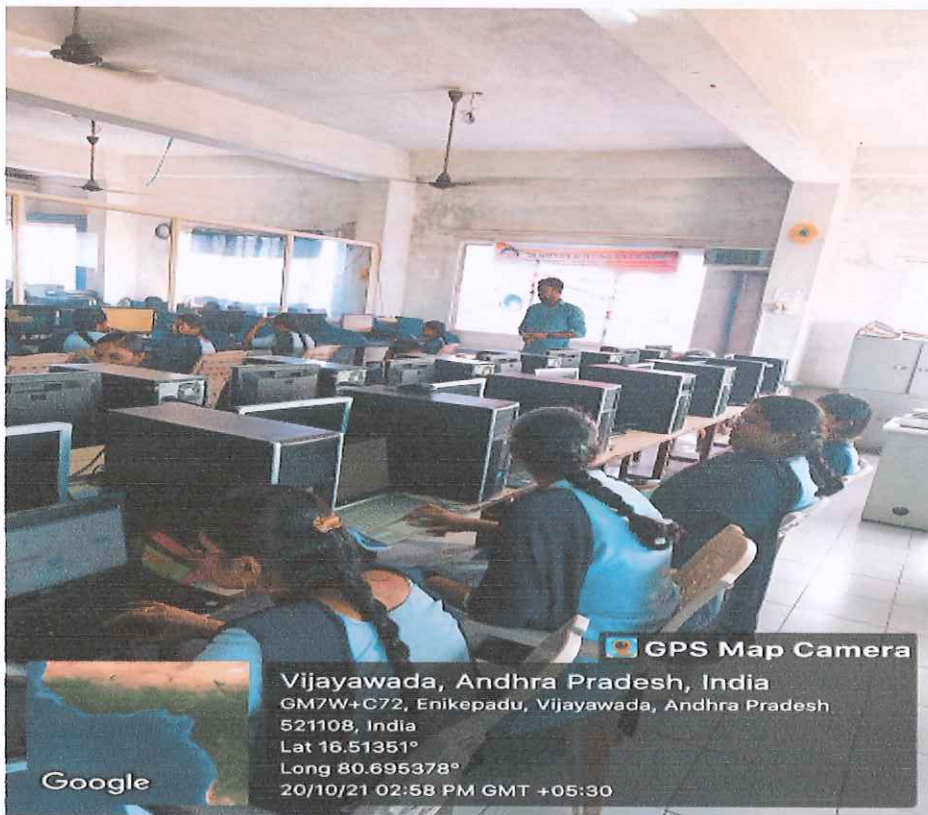 GPS Map Camera
Vijayawada, Andhra Pradesh, India
GM7W+C72, Enikepadu, Vijayawada, Andhra Pradesh
521108, India
Lat 16.51351°
Long 80.695378°
20/10/21 02:58 PM GMT +05:30
Google